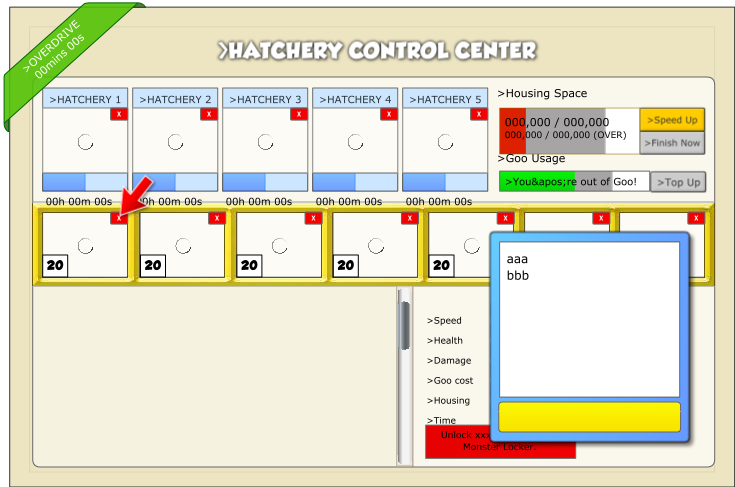 >OVERDRIVE
00mins 00s
>HATCHERY CONTROL CENTER
>HATCHERY 1
>HATCHERY 2
>HATCHERY 3
>HATCHERY 4
>HATCHERY 5
X
X
X
X
X
00h 00m 00s
00h 00m 00s
00h 00m 00s
00h 00m 00s
00h 00m 00s
>Housing Space
000,000 / 000,000
000,000 / 000,000 (OVER)
>Speed Up
>Finish Now
>Goo Usage
>You&apos;re out of Goo!
>Top Up
X
X
X
X
X
X
X
20
20
20
20
20
aaa
bbb
>Speed
>Health
>Damage
>Goo cost
>Housing
>Time
Unlock
Monster Locker.